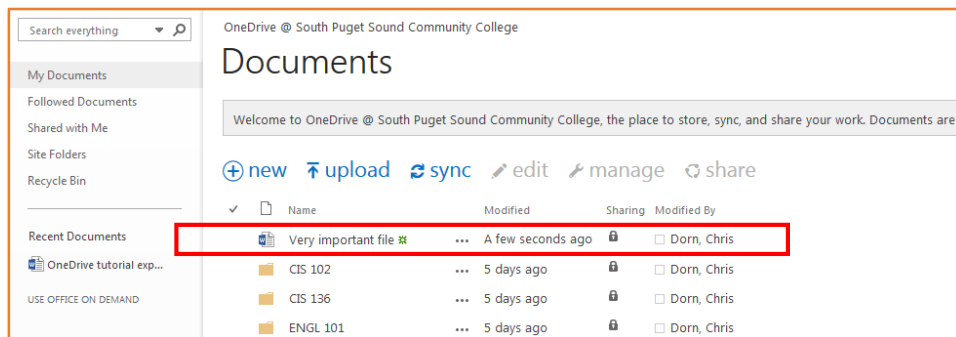 Search everything
My Documents
Followed Documents
Shared with Me
Site Folders
Recycle Bin
Recent Documents
OneDrive tutorial exp...
USE OFFICE ON DEMAND
OneDrive @ South Puget Sound Community College
Documents
Welcome to OneDrive @ South Puget Sound Community College, the place to store, sync, and share your work. Documents are
new upload sync edit manage share
Name Modified Sharing Modified By
Very important file ... A few seconds ago Dorn, Chris
CIS 102 ... 5 days ago Dorn, Chris
CIS 136 ... 5 days ago Dorn, Chris
ENGL 101 ... 5 days ago Dorn, Chris